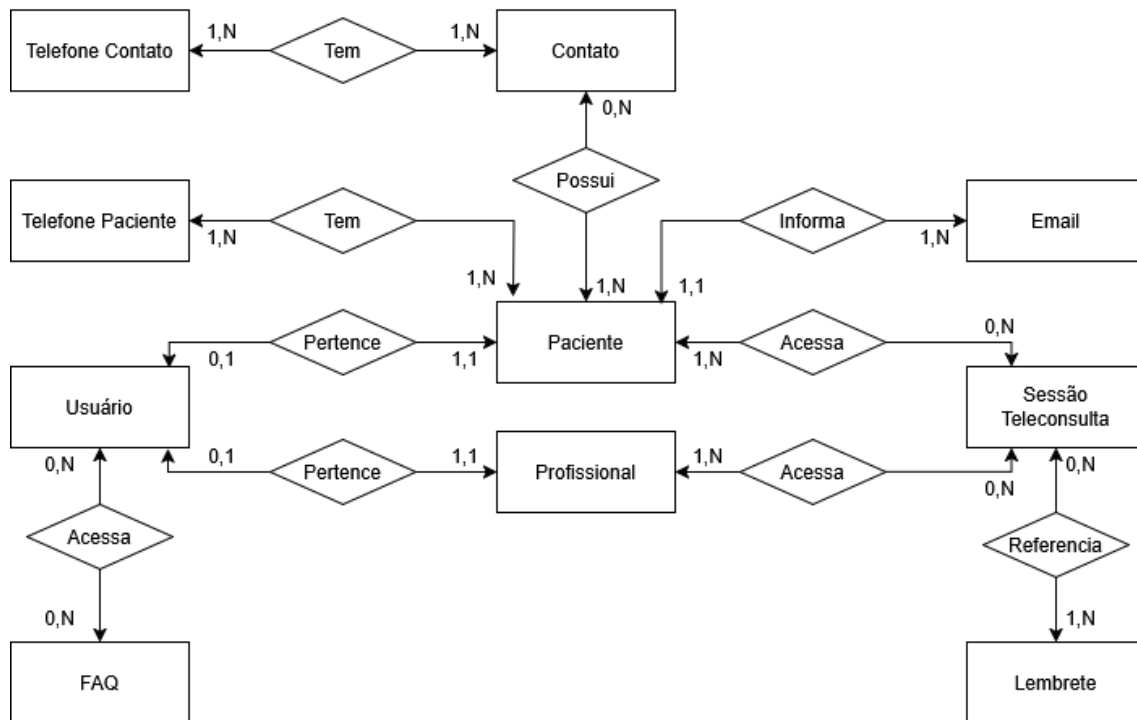 1,N
1,N
Telefone Contato
Tem
Contato
0,N
Possui
Telefone Paciente
Tem
Informa
Email
1,N
1,N
1,N
1,N
1,1
0,N
Pertence
Paciente
Acessa
0,1
1,1
1,N
Usuário
Sessão
Teleconsulta
0,N
0,1
1,1
1,N
0,N
Pertence
Profissional
Acessa
0,N
Acessa
Referencia
0,N
1,N
FAQ
Lembrete